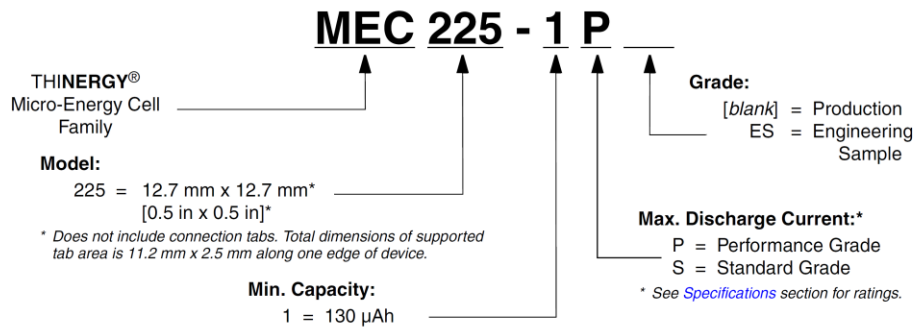 MEC 225 - 1 P
THINERGY®
Micro-Energy Cell
Family
Grade:
[blank] = Production
ES = Engineering
Sample
Model:
225 = 12.7 mm x 12.7 mm*
[0.5 in x 0.5 in]*
* Does not include connection tabs. Total dimensions of supported
tab area is 11.2 mm x 2.5 mm along one edge of device.
Max. Discharge Current:*
P = Performance Grade
S = Standard Grade
* See Specifications section for ratings.
Min. Capacity:
1 = 130 µAh